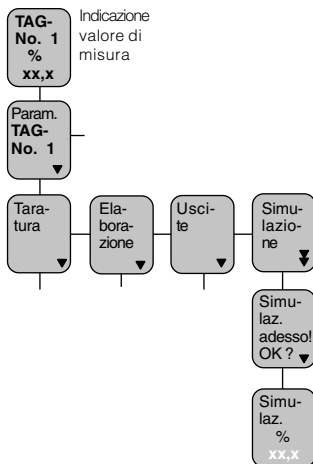 TAG-
No. 1
%
xx,x
Indicazione
valore di
misura
Param.
TAG-
No. 1
Tara-
tura
Ela-
bora-
zione
Usci-
te
Simu-
lazio-
ne
Simu-
laz.
adesso!
OK ?
Simu-
laz.
%
xx,x